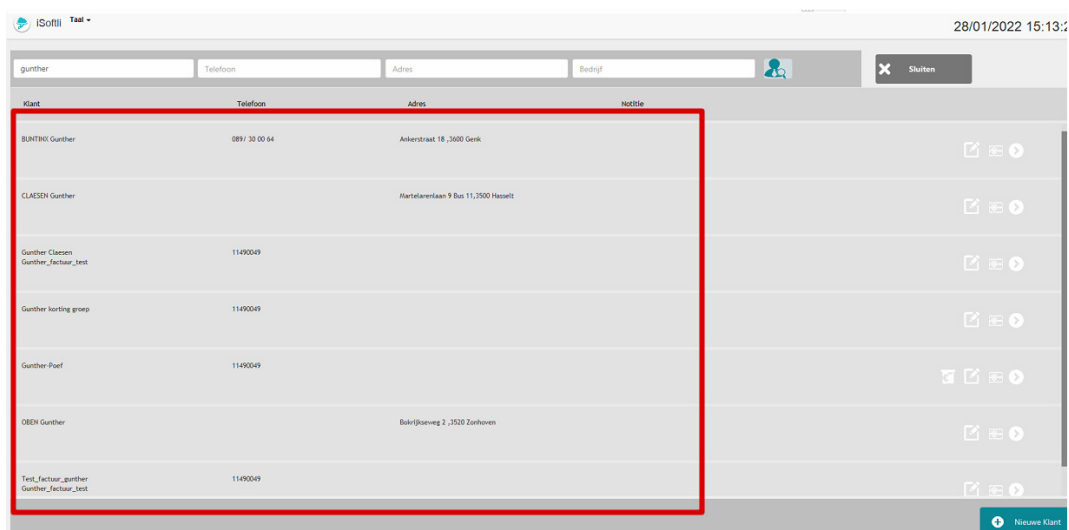 iSoftli Taal
28/01/2022 15:13:2
gunther Telefoon Adres Bedrijf Sluiten
Klant Telefoon Adres Notitie
BUNTINX Gunther 089/ 30 00 64 Ankerstraat 18 ,3600 Genk
CLAESEN Gunther Martelarenlaan 9 Bus 11,3500 Hasselt
Gunther Claesen 11490049
Gunther_factuur_test
Gunther korting groep 11490049
Gunther-Poef 11490049
OBEN Gunther Bokrijkseweg 2 ,3520 Zonhoven
Test_factuur_gunther 11490049
Gunther_factuur_test
Nieuwe Klant